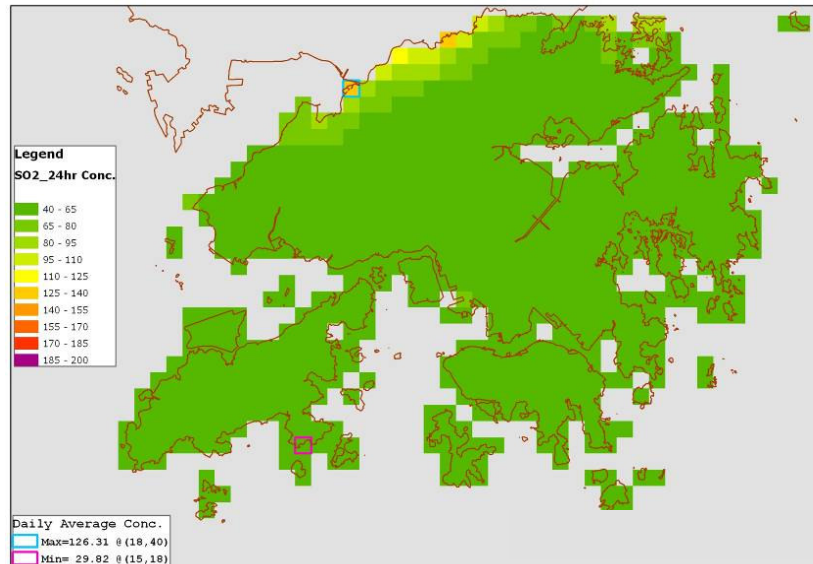 Legend
SO2_24hr Conc.
40 - 65
65 - 80
80 - 95
95 - 110
110 - 125
125 - 140
140 - 155
155 - 170
170 - 185
185 - 200
Daily Average Conc.
Max=126.31 @(18,40)
Min= 29.82 @(15,18)